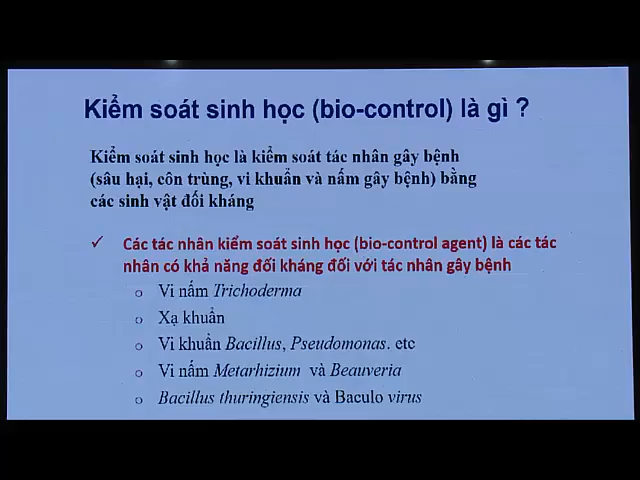 Kiểm soát sinh học (bio-control) là gì ?
Kiểm soát sinh học là kiểm soát tác nhân gây bệnh
(sâu hại, côn trùng, vi khuẩn và nấm gây bệnh) bằng
các sinh vật đối kháng
✓ Các tác nhân kiểm soát sinh học (bio-control agent) là các tác
nhân có khả năng đối kháng đối với tác nhân gây bệnh
o Vi nấm Trichoderma
o Xạ khuẩn
o Vi khuẩn Bacillus, Pseudomonas. etc
o Vi nấm Metarhizium và Beauveria
o Bacillus thuringiensis và Baculo virus